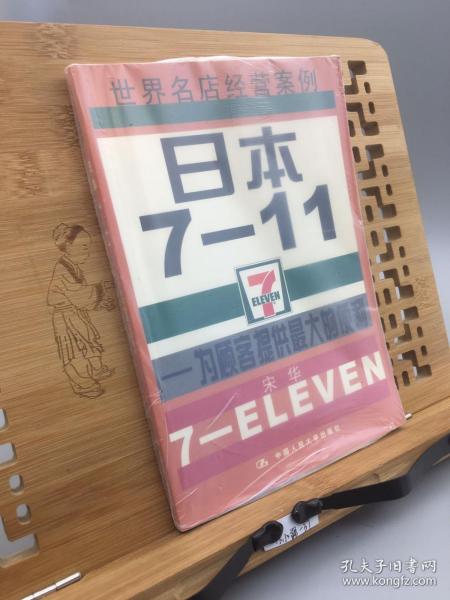 世界名店经营案例
日本
7-11
7
ELEVEN
—为顾客提供最大的便利
宋华
7-ELEVEN
中国人民大学出版社
孔夫子旧书网
www.kongfz.com